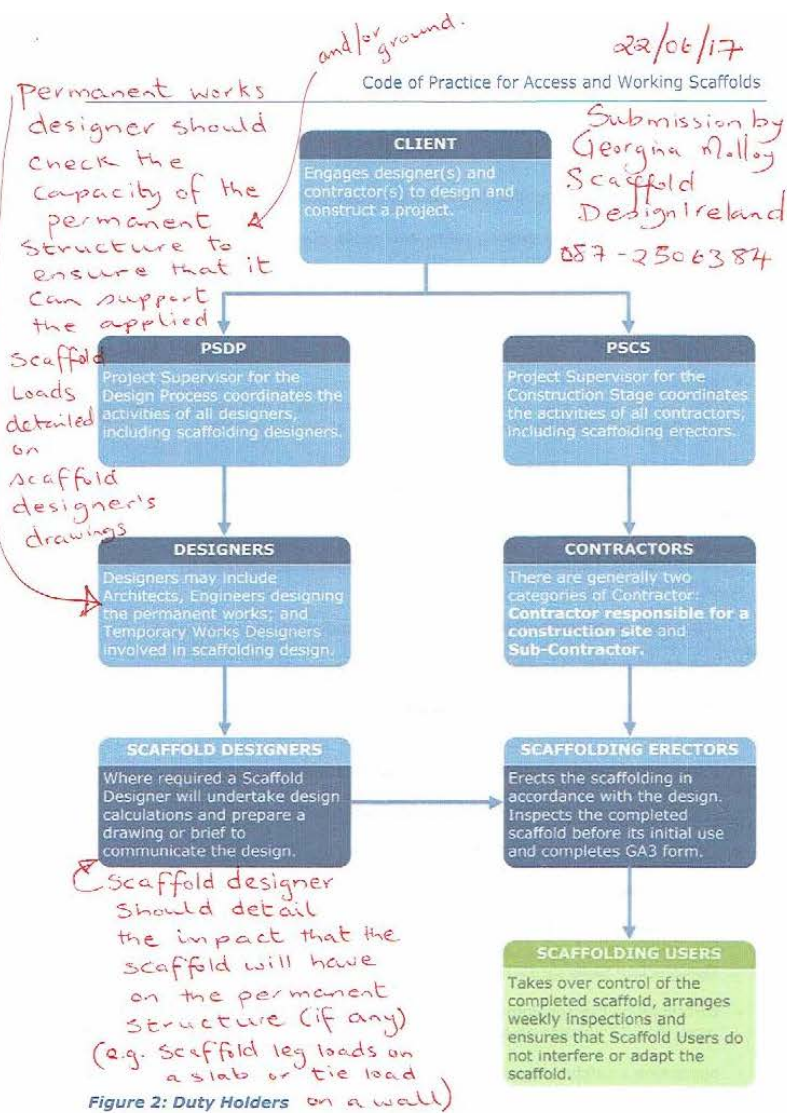 and/or
ground.
22/06/17
Code of Practice for Access and Working Scaffolds
Permanent works
designer should
check the
capacity of the
permanent
structure to
ensure that it
can support
the applied
scaffold
loads
detailed
on
scaffold
designer's
drawings
Submission by
Georgina Molloy
Scaffold
Design Ireland
087-2506384
CLIENT
Engages designer(s) and
contractor(s) to design and
construct a project.
PSDP
Project Supervisor for the
Design Process coordinates the
activities of all designers,
including scaffolding designers.
PSCS
Project Supervisor for the
Construction Stage coordinates
the activities of all contractors,
including scaffolding erectors.
DESIGNERS
Designers may include
Architects, Engineers designing
the permanent works; and
Temporary Works Designers
involved in scaffolding design.
CONTRACTORS
There are generally two
categories of Contractor:
Contractor responsible for a
construction site and
Sub-Contractor.
SCAFFOLD DESIGNERS
Where required a Scaffold
Designer will undertake design
calculations and prepare a
drawing or brief to
communicate the design.
SCAFFOLDING ERECTORS
Erects the scaffolding in
accordance with the design.
Inspects the completed
scaffold before its initial use
and completes GA3 form.
Scaffold designer
should detail
the impact that the
scaffold will have
on the permanent
structure (if any)
(e.g. scaffold leg loads on
a slab or tie load
on a wall)
SCAFFOLDING USERS
Takes over control of the
completed scaffold, arranges
weekly inspections and
ensures that Scaffold Users do
not interfere or adapt the
scaffold.
Figure 2: Duty Holders